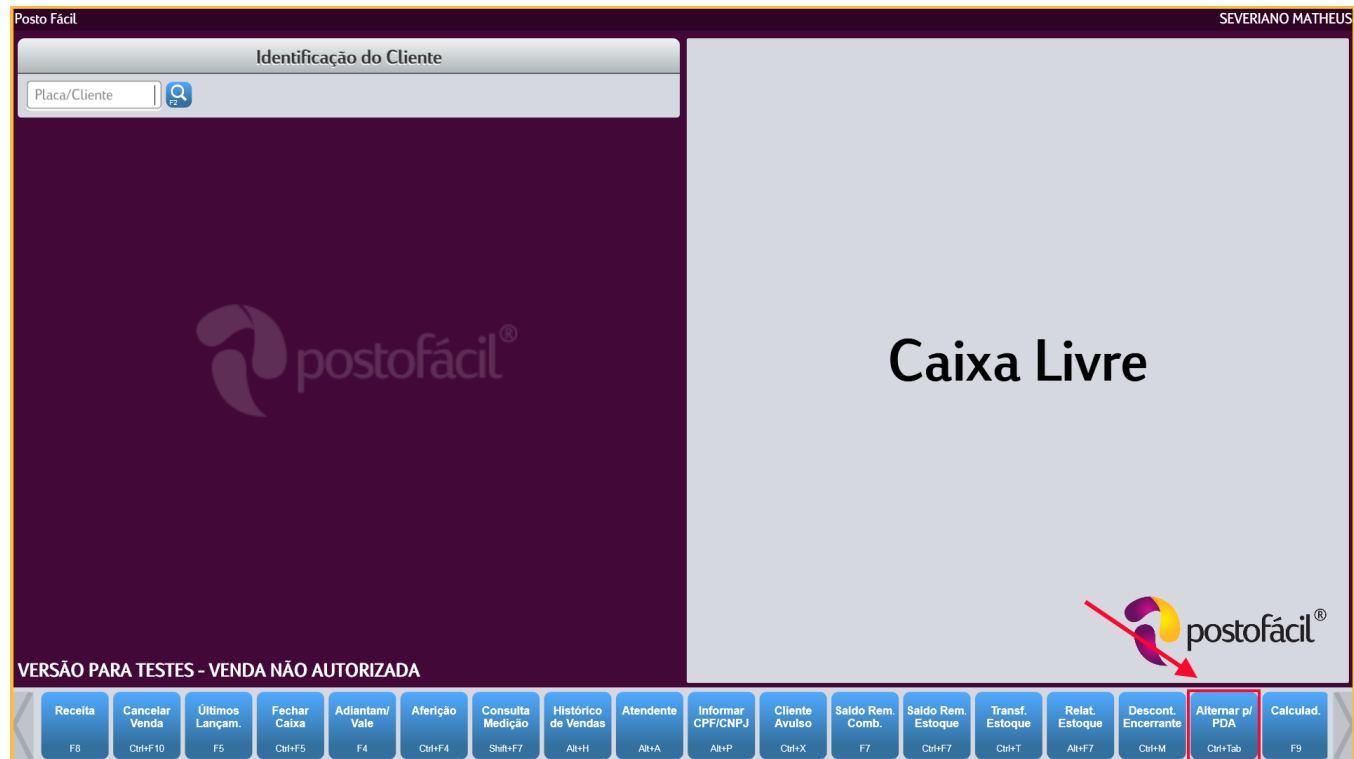 Posto Fácil
SEVERIANO MATHEUS
Identificação do Cliente
Placa/Cliente
F2
postofácil®
Caixa Livre
postofácil®
VERSÃO PARA TESTES - VENDA NÃO AUTORIZADA
Receita
F8
Cancelar
Venda
Ctrl+F10
Últimos
Lançam.
F5
Fechar
Caixa
Ctrl+F5
Adiantam/
Vale
F4
Aferição
Ctrl+F4
Consulta
Medição
Shift+F7
Histórico
de Vendas
Alt+H
Atendente
Alt+A
Informar
CPF/CNPJ
Alt+P
Cliente
Avulso
Ctrl+X
Saldo Rem.
Comb.
F7
Saldo Rem.
Estoque
Ctrl+F7
Transf.
Estoque
Ctrl+T
Relat.
Estoque
Alt+F7
Descont.
Encerrante
Ctrl+M
Alternar p/
PDA
Ctrl+Tab
Calculad.
F9